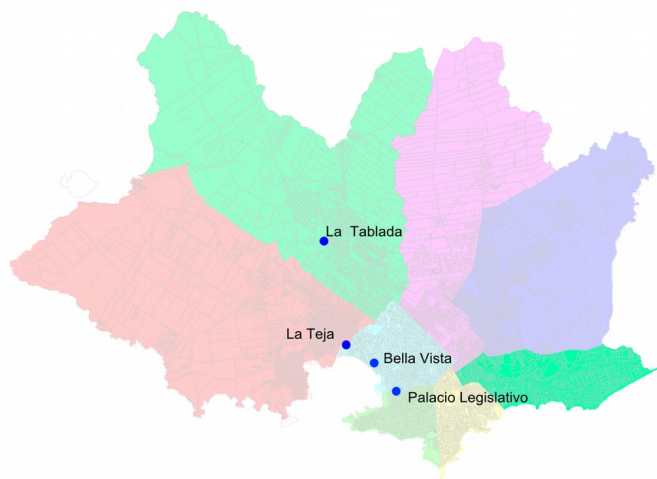 La Tablada
La Teja
Bella Vista
Palacio Legislativo